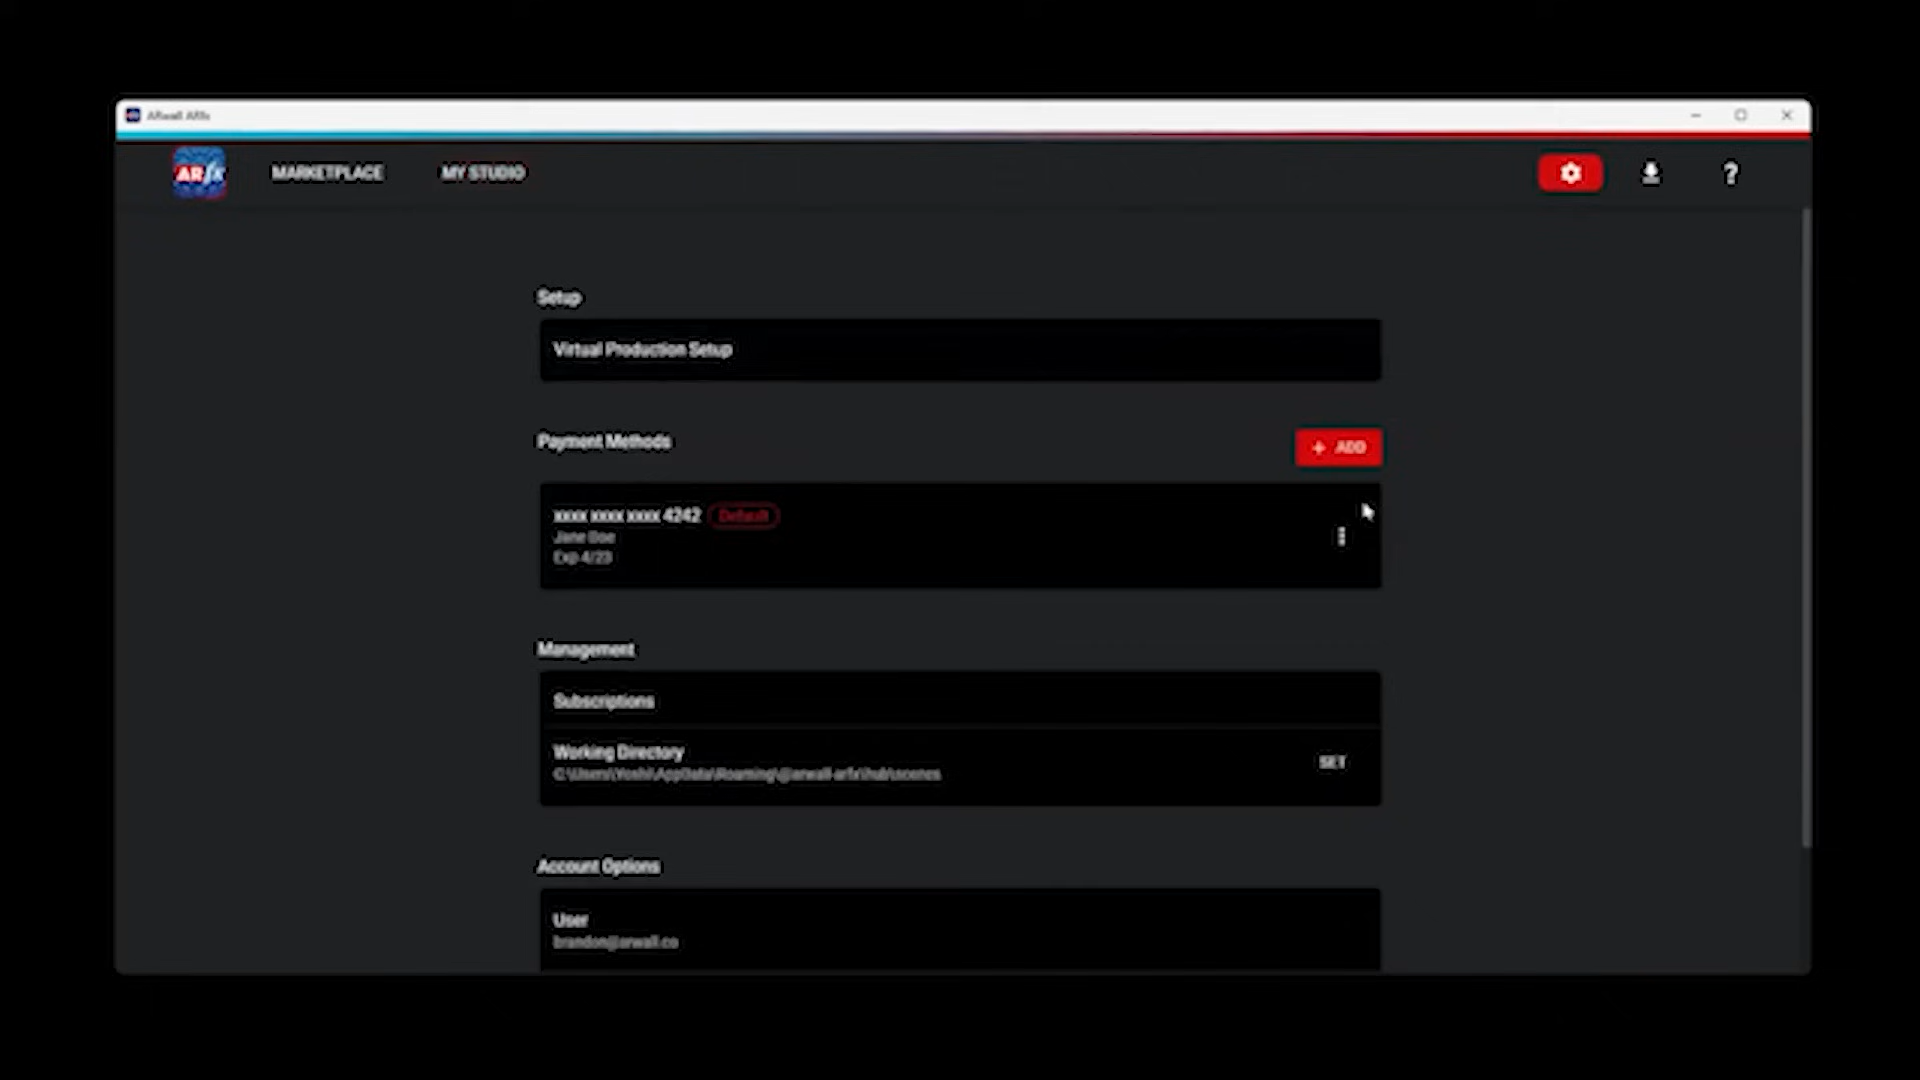 ARwall ARfx
ARfx
MARKETPLACE
MY STUDIO
?
Setup
Virtual Production Setup
Payment Methods
+ ADD
xxxx xxxx xxxx 4242 Default
Jane Doe
Exp 4/23
Management
Subscriptions
Working Directory
C:\Users\Yoshi\AppData\Roaming\@arwall-arfx\hub\scenes
SET
Account Options
User
brandon@arwall.co